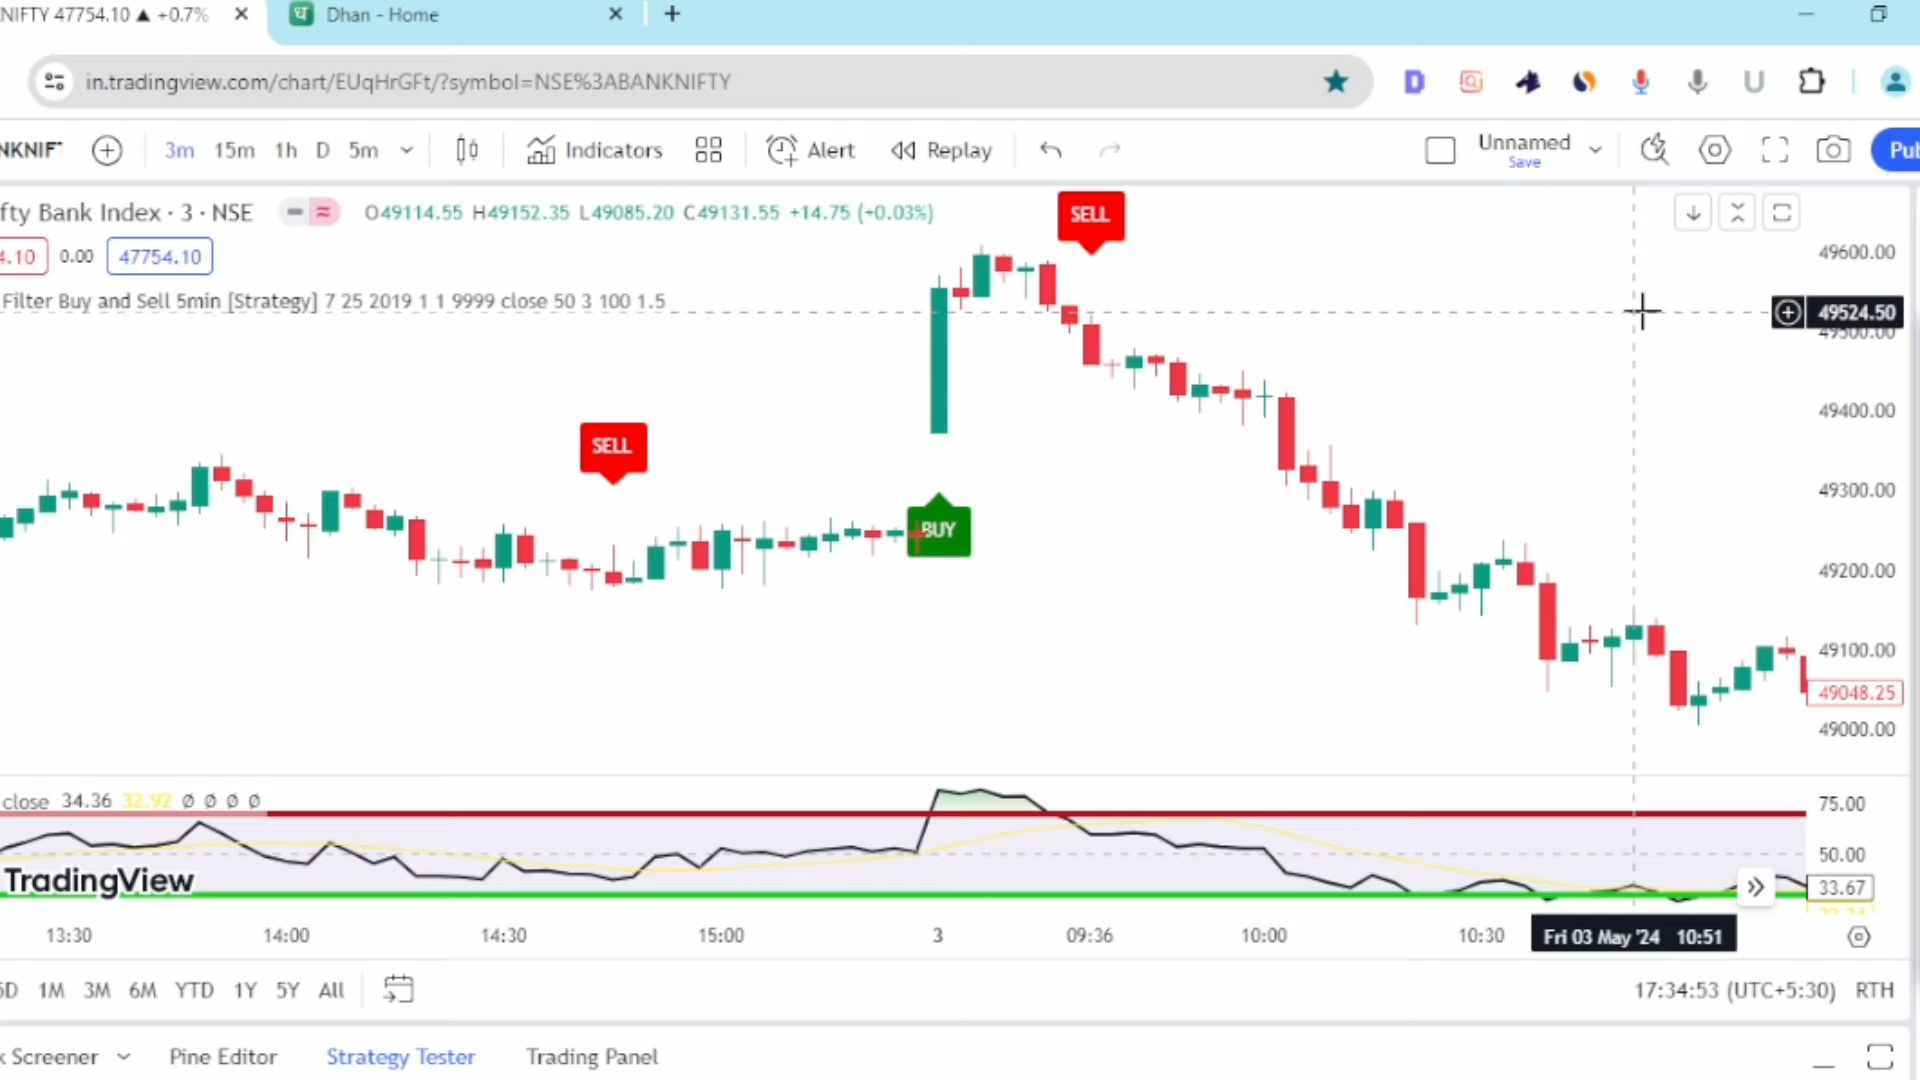 NIFTY 47754.10 ▲ +0.7%
Dhan - Home
in.tradingview.com/chart/EUqHrGFt/?symbol=NSE%3ABANKNIFTY
NKNIF 3m 15m 1h D 5m Indicators Alert Replay Unnamed Save Pub
fty Bank Index · 3 · NSE O49114.55 H49152.35 L49085.20 C49131.55 +14.75 (+0.03%)
4.10 0.00 47754.10
Filter Buy and Sell 5min [Strategy] 7 25 2019 1 1 9999 close 50 3 100 1.5
SELL
SELL
BUY
49600.00
49524.50
49500.00
49400.00
49300.00
49200.00
49100.00
49048.25
49000.00
close 34.36 32.92 Ø Ø Ø Ø
75.00
50.00
33.67
TradingView
13:30 14:00 14:30 15:00 3 09:36 10:00 10:30 Fri 03 May '24 10:51
5D 1M 3M 6M YTD 1Y 5Y All 17:34:53 (UTC+5:30) RTH
k Screener Pine Editor Strategy Tester Trading Panel